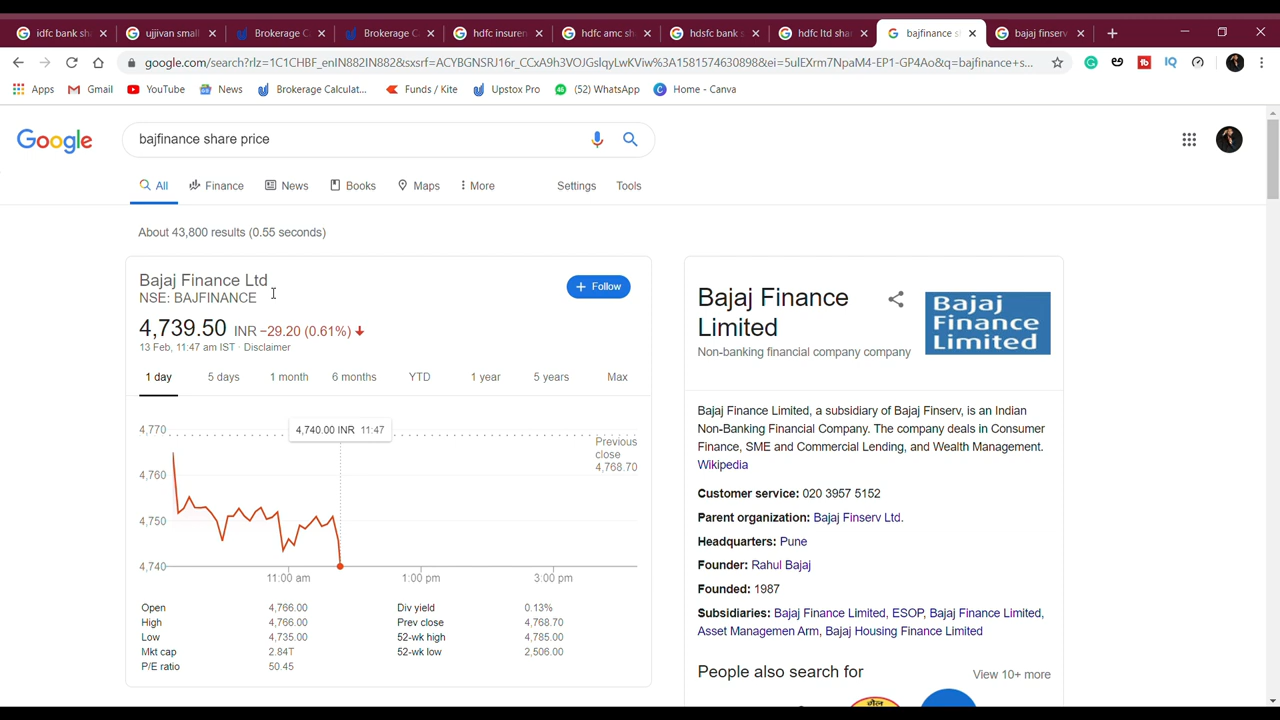 idfc bank sh
ujjivan small
Brokerage C
Brokerage C
hdfc insuren
hdfc amc sh
hdsfc bank s
hdfc ltd shar
bajfinance s
bajaj finserv
google.com/search?rlz=1C1CHBF_enIN882IN882&sxsrf=ACYBGNSRJ16r_CCKh9h3VOJGslqyLwKViw%3A1581574630898&ei=5uIEXrm7NpaM4-EP1-GP4Ao&q=bajfinance+s...
Apps
Gmail
YouTube
News
Brokerage Calculat...
Funds / Kite
Upstox Pro
(52) WhatsApp
Home - Canva
Google
bajfinance share price
All
Finance
News
Books
Maps
More
Settings
Tools
About 43,800 results (0.55 seconds)
Bajaj Finance Ltd
NSE: BAJFINANCE
+ Follow
4,739.50 INR −29.20 (0.61%) ↓
13 Feb, 11:47 am IST · Disclaimer
1 day
5 days
1 month
6 months
YTD
1 year
5 years
Max
4,770
4,760
4,750
4,740
4,740.00 INR 11:47
Previous
close
4,768.70
11:00 am
1:00 pm
3:00 pm
Open 4,766.00
High 4,766.00
Low 4,735.00
Mkt cap 2.84T
P/E ratio 50.45
Div yield 0.13%
Prev close 4,768.70
52-wk high 4,785.00
52-wk low 2,506.00
Bajaj Finance
Limited
Non-banking financial company company
Bajaj
Finance
Limited
Bajaj Finance Limited, a subsidiary of Bajaj Finserv, is an Indian
Non-Banking Financial Company. The company deals in Consumer
Finance, SME and Commercial Lending, and Wealth Management.
Wikipedia
Customer service: 020 3957 5152
Parent organization: Bajaj Finserv Ltd.
Headquarters: Pune
Founder: Rahul Bajaj
Founded: 1987
Subsidiaries: Bajaj Finance Limited, ESOP, Bajaj Finance Limited,
Asset Managemen Arm, Bajaj Housing Finance Limited
People also search for
View 10+ more